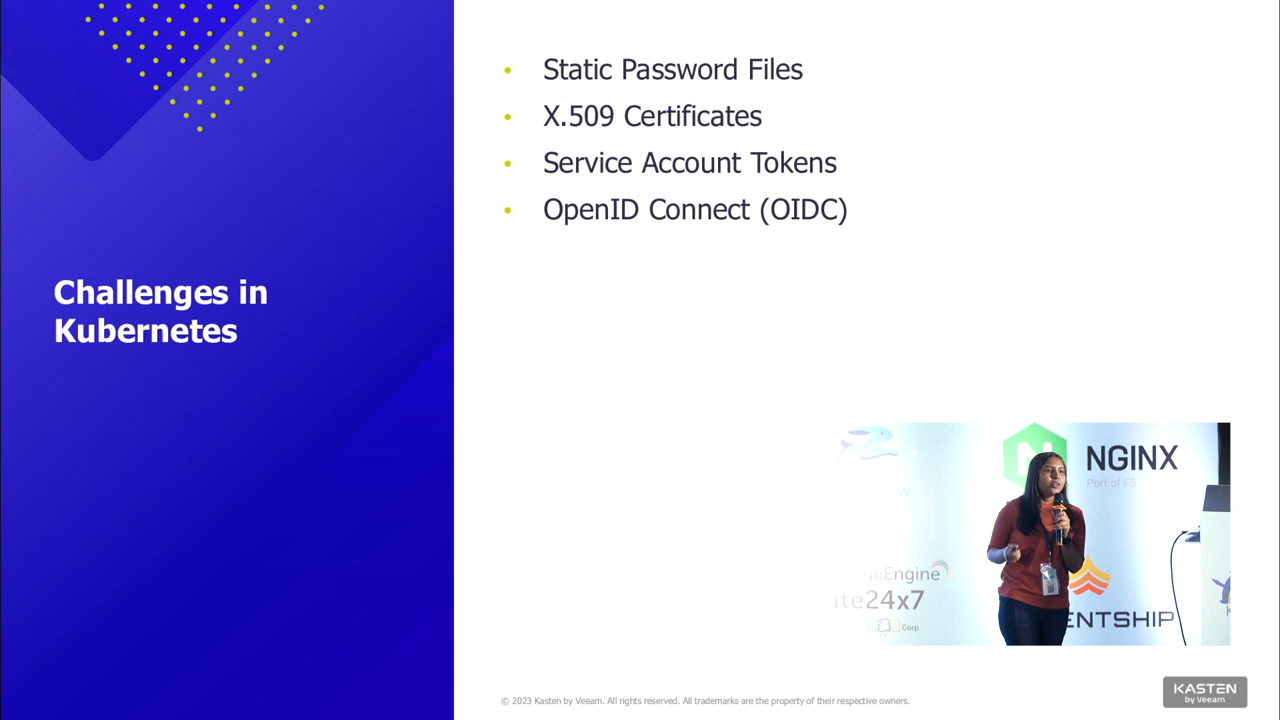 Challenges in
Kubernetes
• Static Password Files
• X.509 Certificates
• Service Account Tokens
• OpenID Connect (OIDC)
NGINX
Part of F5
geEngine
ite24x7
Corp.
ENTSHIP
© 2023 Kasten by Veeam. All rights reserved. All trademarks are the property of their respective owners.
KASTEN
by Veeam